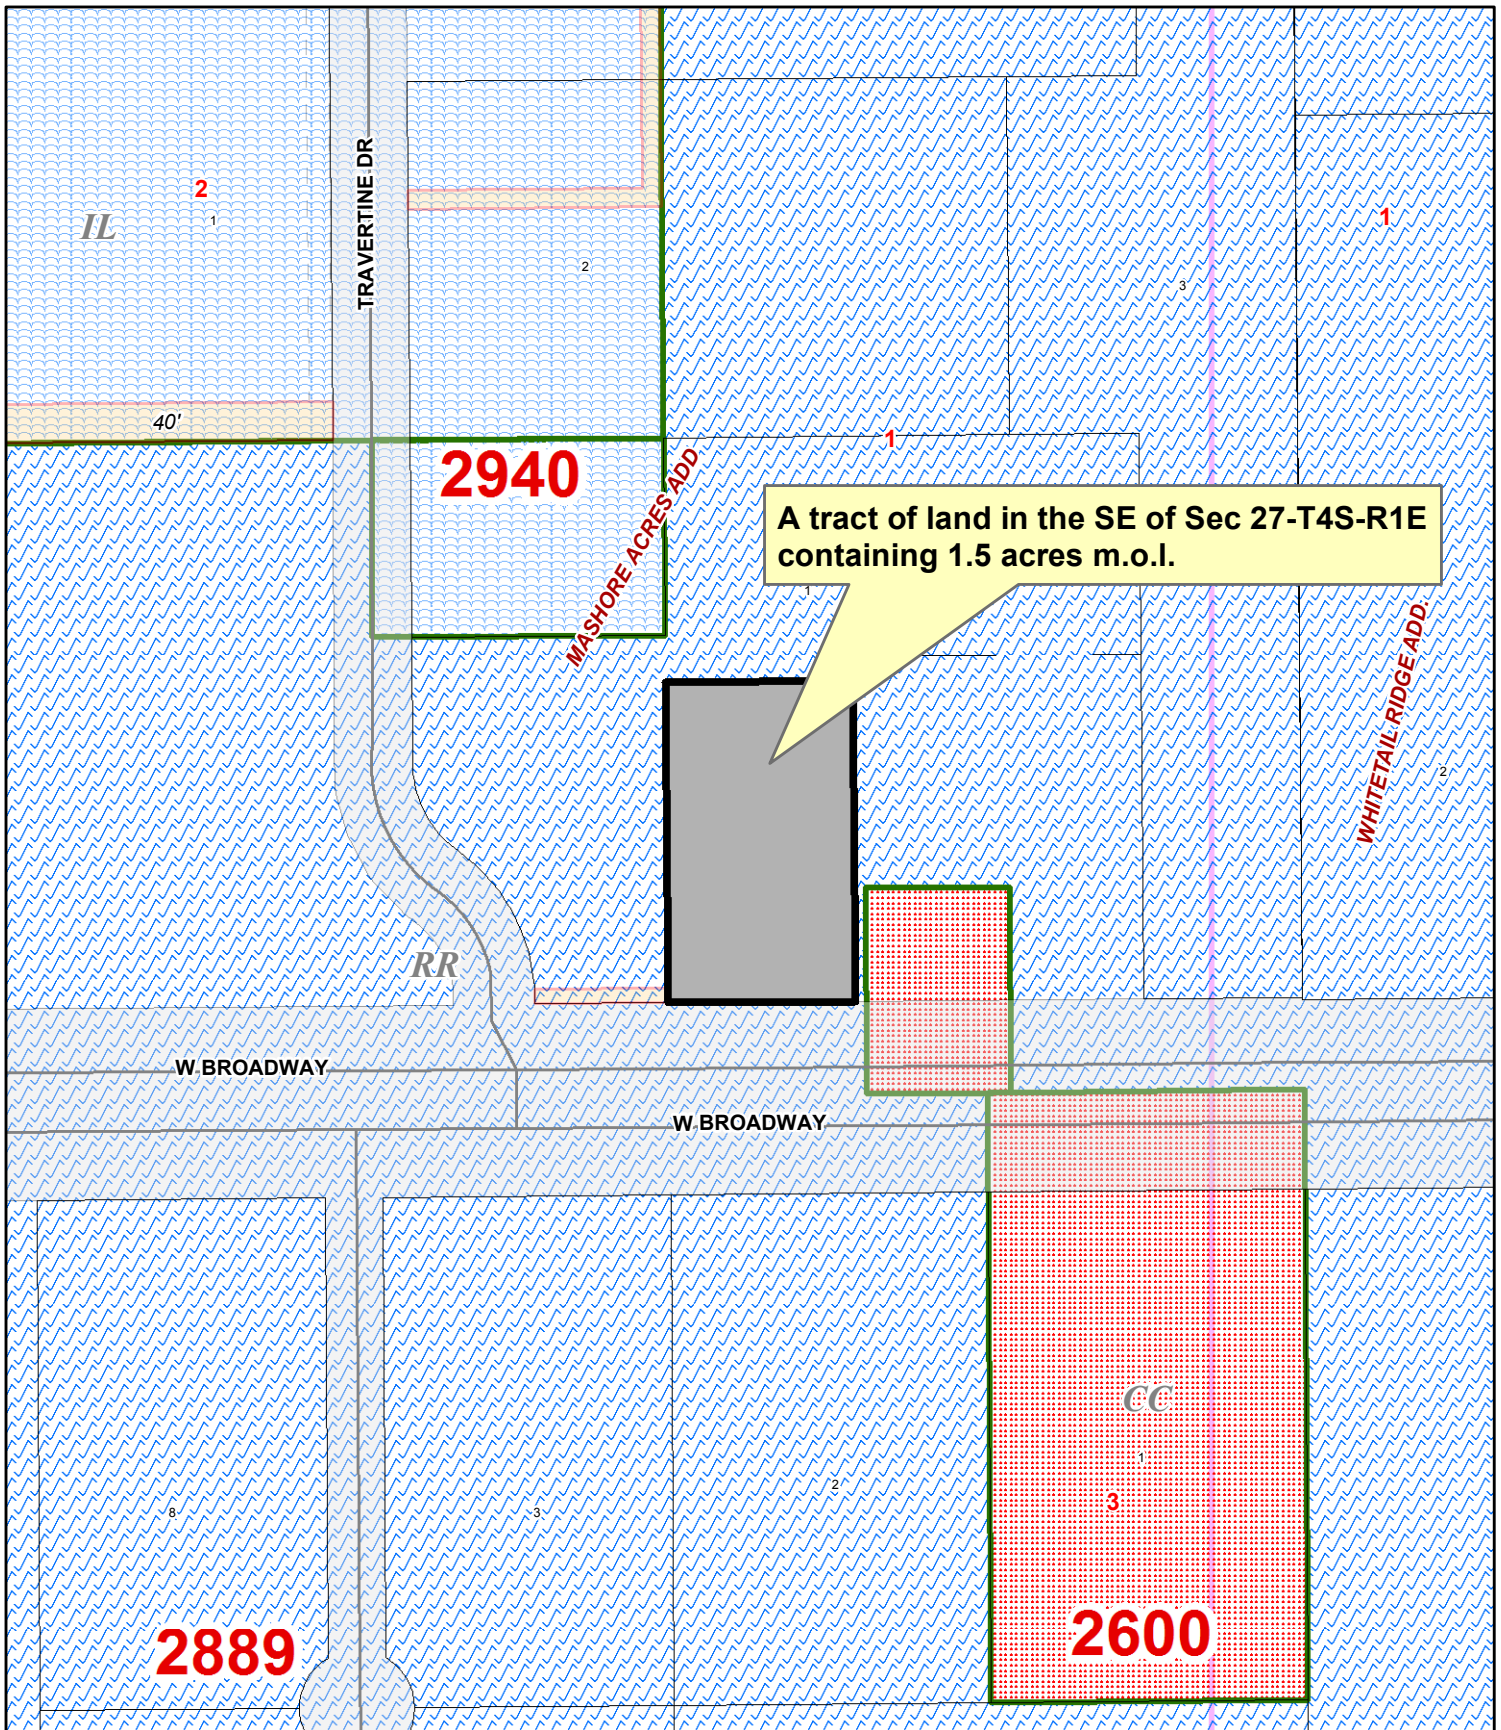 2
IL
1
TRAVERTINE DR
2
1
3
40'
1
2940
MASHORE ACRES ADD
A tract of land in the SE of Sec 27-T4S-R1E
containing 1.5 acres m.o.l.
1
WHITETAIL RIDGE ADD.
2
RR
W BROADWAY
W BROADWAY
CC
1
2
3
3
8
2600
2889